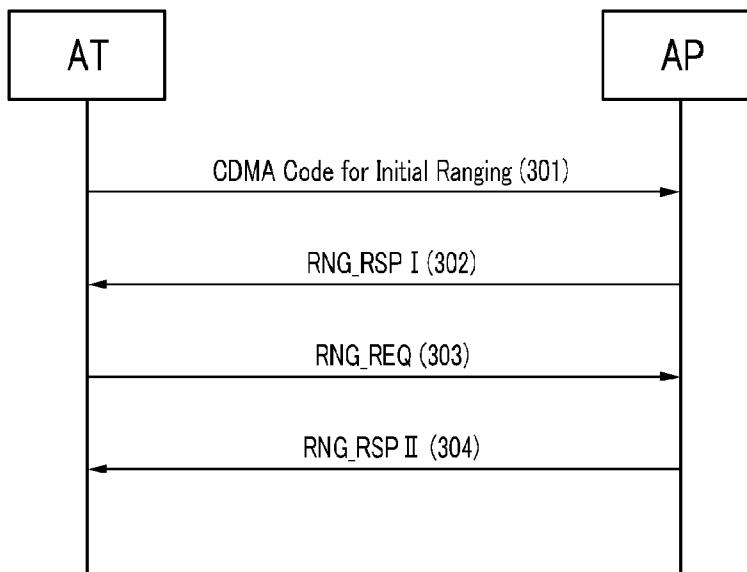 AT
AP
CDMA Code for Initial Ranging (301)
RNG_RSP Ⅰ (302)
RNG_REQ (303)
RNG_RSP Ⅱ (304)